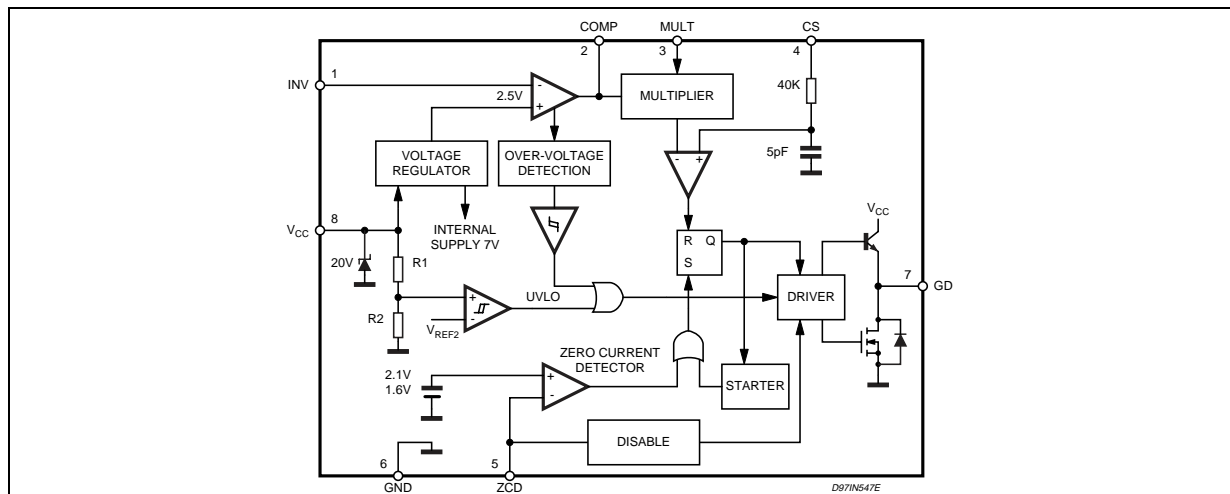 COMP MULT CS
2 3 4
INV 1
2.5V
-
+
MULTIPLIER
40K
5pF
VOLTAGE
REGULATOR
OVER-VOLTAGE
DETECTION
- +
VCC 8
INTERNAL
SUPPLY 7V
20V
R1
R2
R Q
S
VCC
7 GD
DRIVER
UVLO
+
-
VREF2
ZERO CURRENT
DETECTOR
2.1V
1.6V
+
-
STARTER
DISABLE
6
GND
5
ZCD
D97IN547E